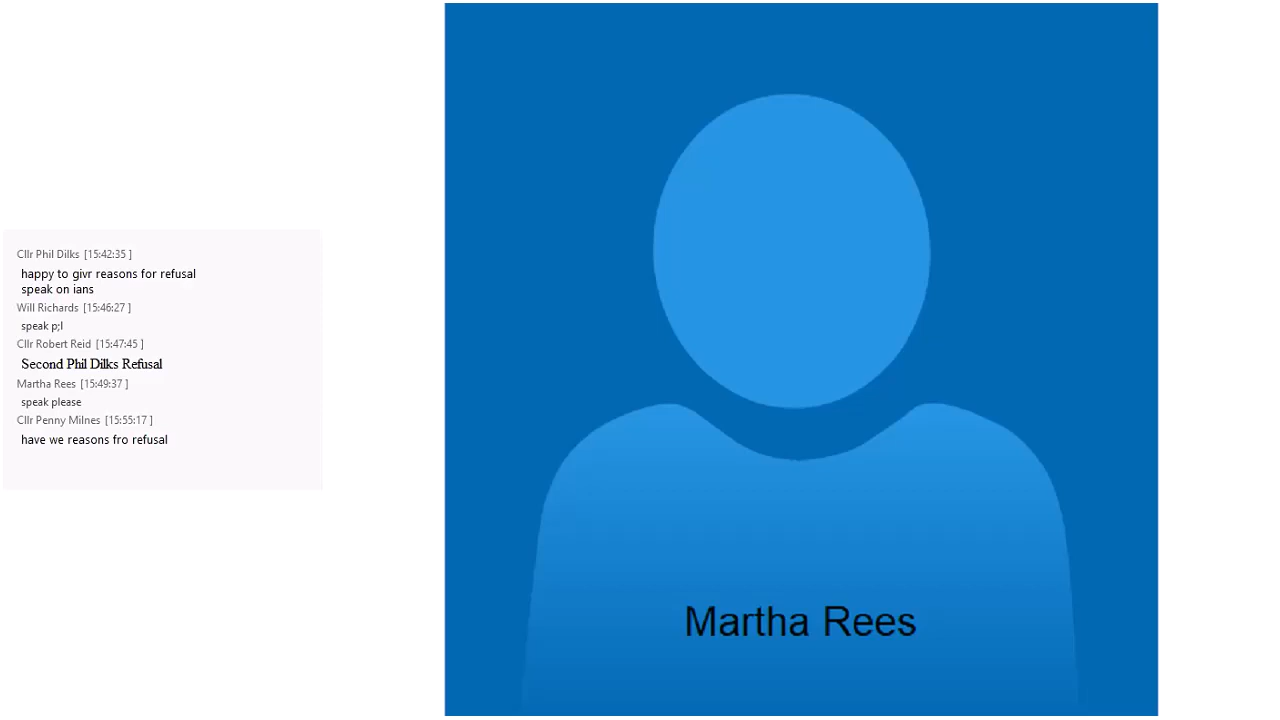 Cllr Phil Dilks [15:42:35 ]
happy to givr reasons for refusal
speak on ians
Will Richards [15:46:27 ]
speak p;l
Cllr Robert Reid [15:47:45 ]
Second Phil Dilks Refusal
Martha Rees [15:49:37 ]
speak please
Cllr Penny Milnes [15:55:17 ]
have we reasons fro refusal
Martha Rees